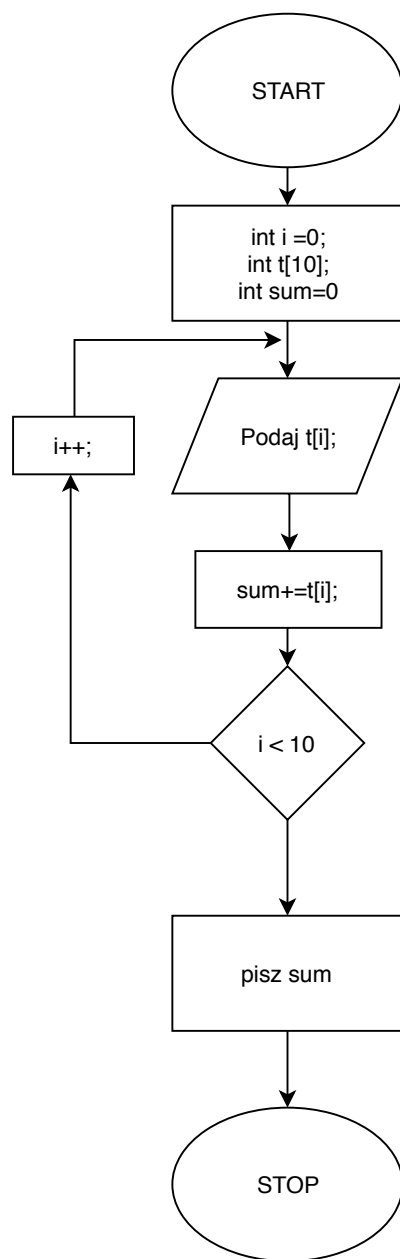 START
int i =0;
int t[10];
int sum=0
i++;
Podaj t[i];
sum+=t[i];
i < 10
pisz sum
STOP